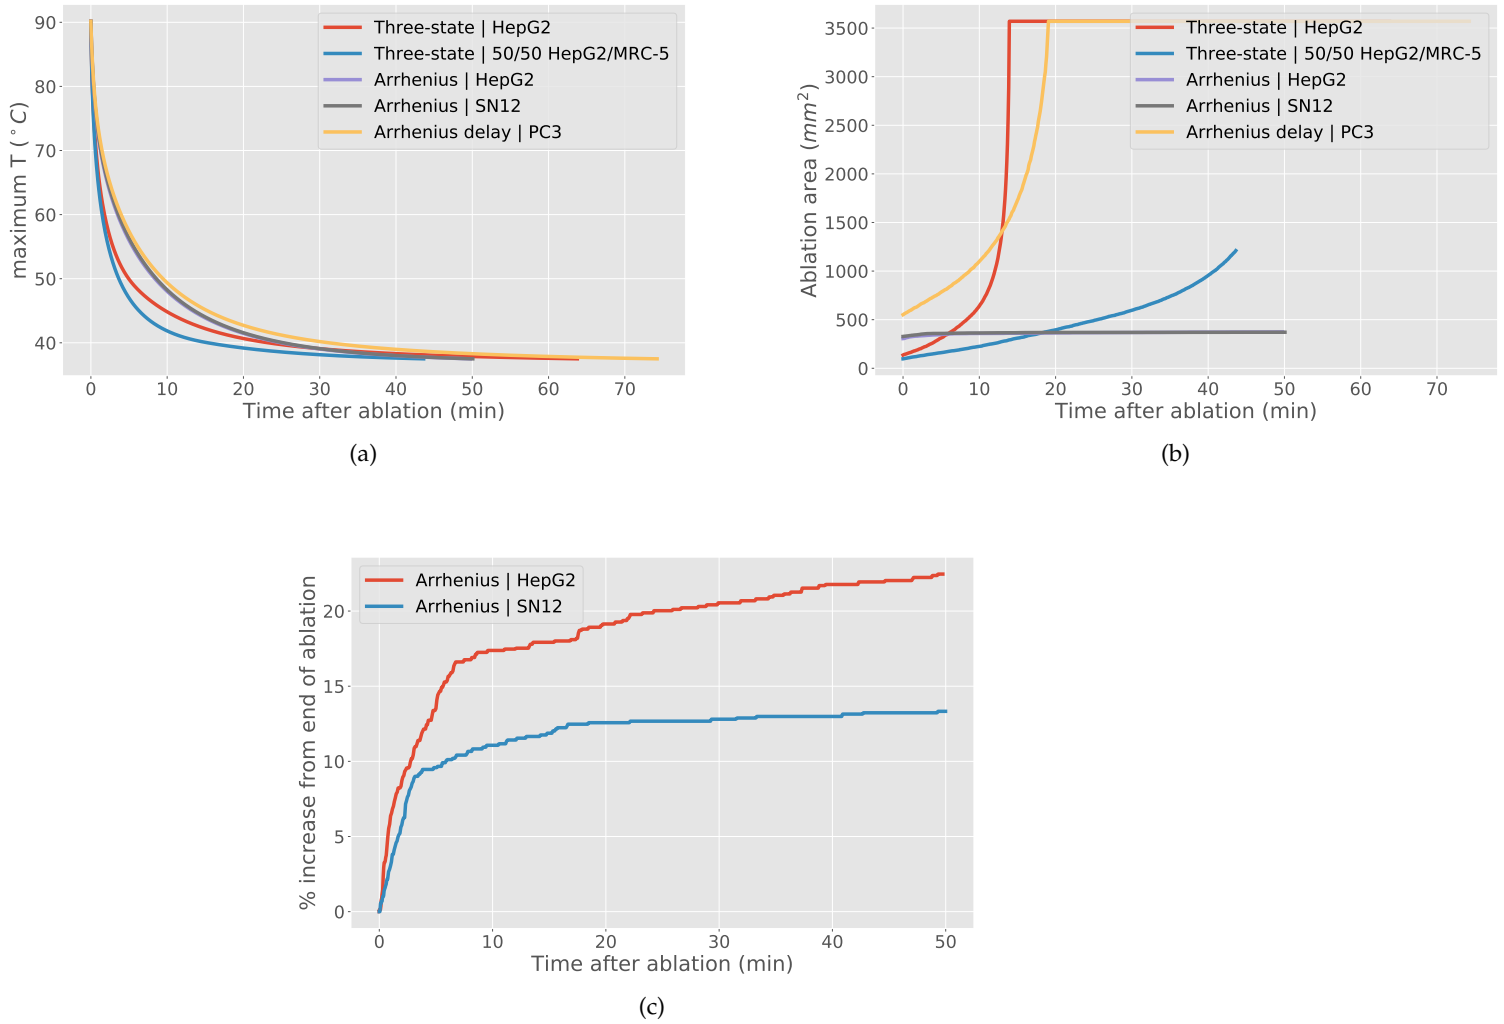 90
80
70
60
50
40
maximum T (°C)
Three-state | HepG2
Three-state | 50/50 HepG2/MRC-5
Arrhenius | HepG2
Arrhenius | SN12
Arrhenius delay | PC3
0 10 20 30 40 50 60 70
Time after ablation (min)
(a)
3500
3000
2500
2000
1500
1000
500
0
Ablation area (mm²)
Three-state | HepG2
Three-state | 50/50 HepG2/MRC-5
Arrhenius | HepG2
Arrhenius | SN12
Arrhenius delay | PC3
0 10 20 30 40 50 60 70
Time after ablation (min)
(b)
20
15
10
5
0
% increase from end of ablation
Arrhenius | HepG2
Arrhenius | SN12
0 10 20 30 40 50
Time after ablation (min)
(c)